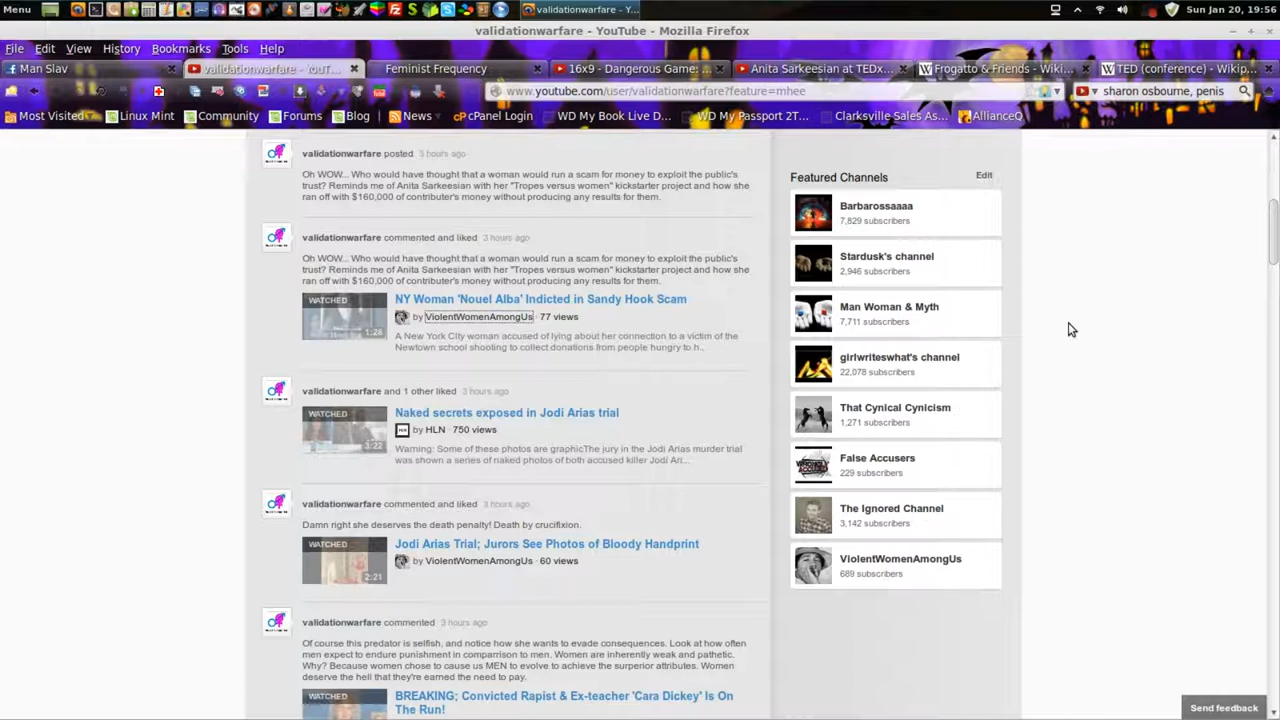 Menu
validationwarfare - Y...
Sun Jan 20, 19:56
validationwarfare - YouTube - Mozilla Firefox
File Edit View History Bookmarks Tools Help
Man Slav
validationwarfare - YouT...
Feminist Frequency
16x9 - Dangerous Game: ...
Anita Sarkeesian at TEDx...
Frogatto & Friends - Wiki...
TED (conference) - Wikip...
www.youtube.com/user/validationwarfare?feature=mhee
sharon osbourne, penis
Most Visited
Linux Mint
Community
Forums
Blog
News
cPanel Login
WD My Book Live D...
WD My Passport 2T...
Clarksville Sales As...
AllianceQ
validationwarfare posted 3 hours ago
Oh WOW... Who would have thought that a woman would run a scam for money to exploit the public's
trust? Reminds me of Anita Sarkeesian with her "Tropes versus women" kickstarter project and how she
ran off with $160,000 of contributer's money without producing any results for them.
validationwarfare commented and liked 3 hours ago
Oh WOW... Who would have thought that a woman would run a scam for money to exploit the public's
trust? Reminds me of Anita Sarkeesian with her "Tropes versus women" kickstarter project and how she
ran off with $160,000 of contributer's money without producing any results for them.
WATCHED
1:28
NY Woman 'Nouel Alba' Indicted in Sandy Hook Scam
by ViolentWomenAmongUs · 77 views
A New York City woman accused of lying about her connection to a victim of the
Newtown school shooting to collect donations from people hungry to h..
validationwarfare and 1 other liked 3 hours ago
WATCHED
3:22
Naked secrets exposed in Jodi Arias trial
by HLN · 750 views
Warning: Some of these photos are graphicThe jury in the Jodi Arias murder trial
was shown a series of naked photos of both accused killer Jodi Ari...
validationwarfare commented and liked 3 hours ago
Damn right she deserves the death penalty! Death by crucifixion.
WATCHED
2:21
Jodi Arias Trial; Jurors See Photos of Bloody Handprint
by ViolentWomenAmongUs · 60 views
validationwarfare commented 3 hours ago
Of course this predator is selfish, and notice how she wants to evade consequences. Look at how often
men expect to endure punishment in comparrison to men. Women are inherently weak and pathetic.
Why? Because women chose to cause us MEN to evolve to achieve the surperior attributes. Women
deserve the hell that they're earned the need to pay.
WATCHED
BREAKING; Convicted Rapist & Ex-teacher 'Cara Dickey' Is On
The Run!
Featured Channels
Edit
Barbarossaaaa
7,829 subscribers
Stardusk's channel
2,946 subscribers
Man Woman & Myth
7,711 subscribers
girlwriteswhat's channel
22,078 subscribers
That Cynical Cynicism
1,271 subscribers
False Accusers
229 subscribers
The Ignored Channel
3,142 subscribers
ViolentWomenAmongUs
689 subscribers
Send feedback